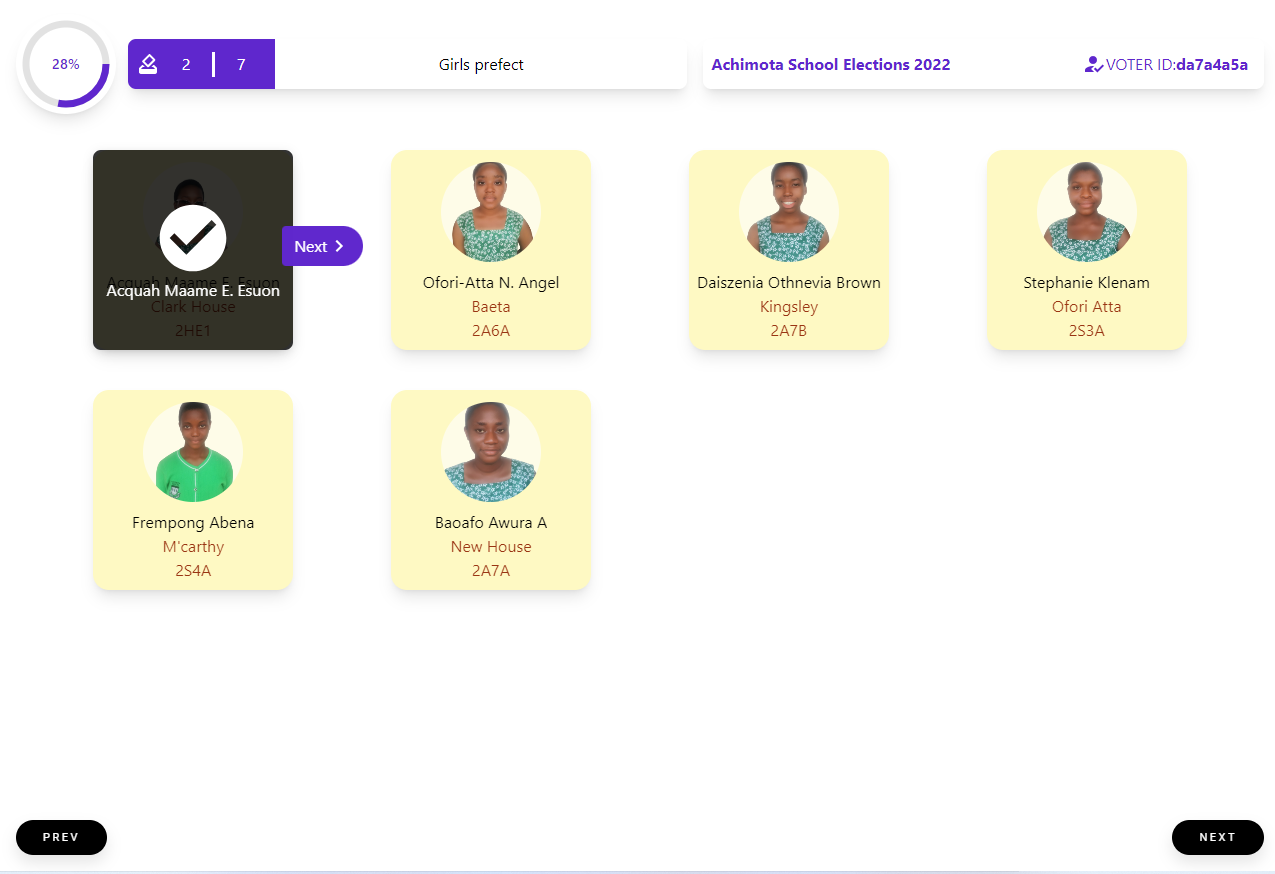 28%
2 7
Girls prefect
Achimota School Elections 2022
VOTER ID:da7a4a5a
Acquah Maame E. Esuon
Acquah Maame E. Esuon
Clark House
2HE1
Next
Ofori-Atta N. Angel
Baeta
2A6A
Daiszenia Othnevia Brown
Kingsley
2A7B
Stephanie Klenam
Ofori Atta
2S3A
Frempong Abena
M'carthy
2S4A
Baoafo Awura A
New House
2A7A
PREV
NEXT